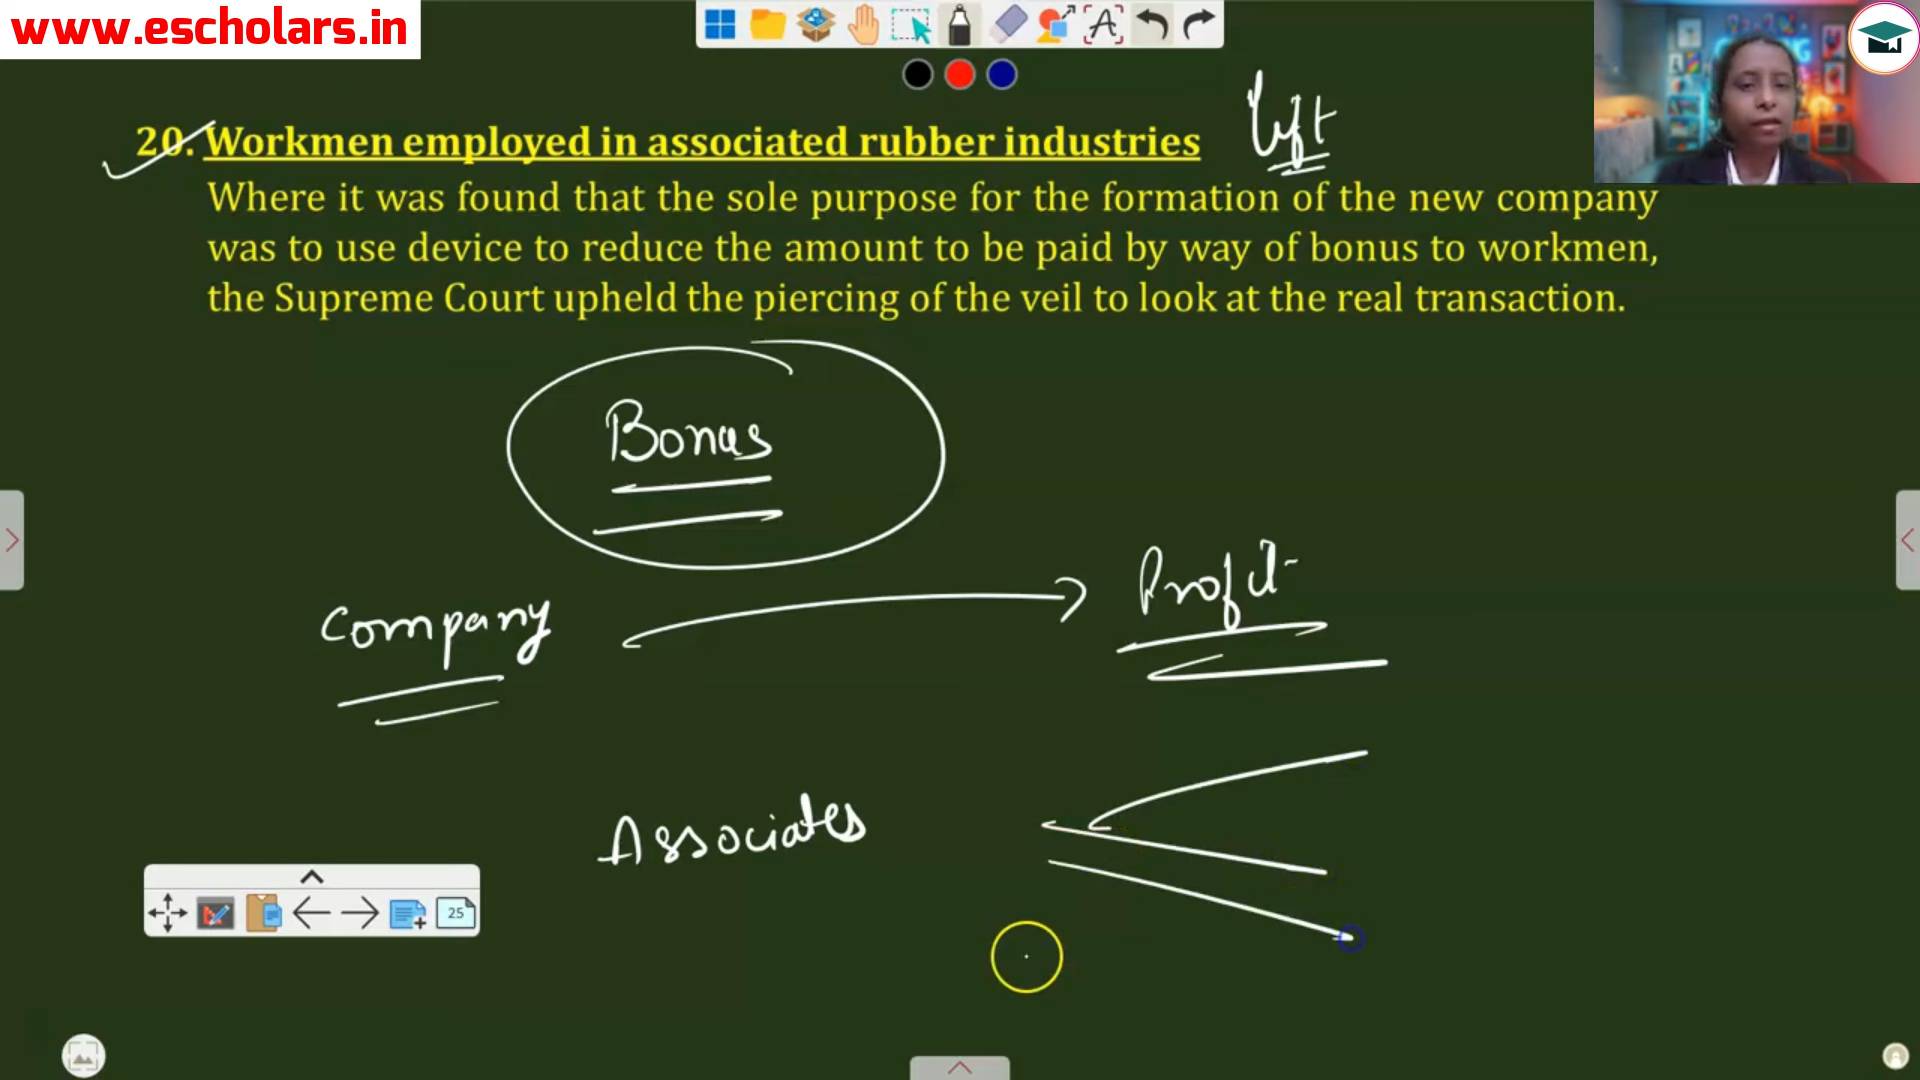 www.escholars.in
20. Workmen employed in associated rubber industries
Lift
Where it was found that the sole purpose for the formation of the new company
was to use device to reduce the amount to be paid by way of bonus to workmen,
the Supreme Court upheld the piercing of the veil to look at the real transaction.
Bonus
Company
Profit
Associates
25